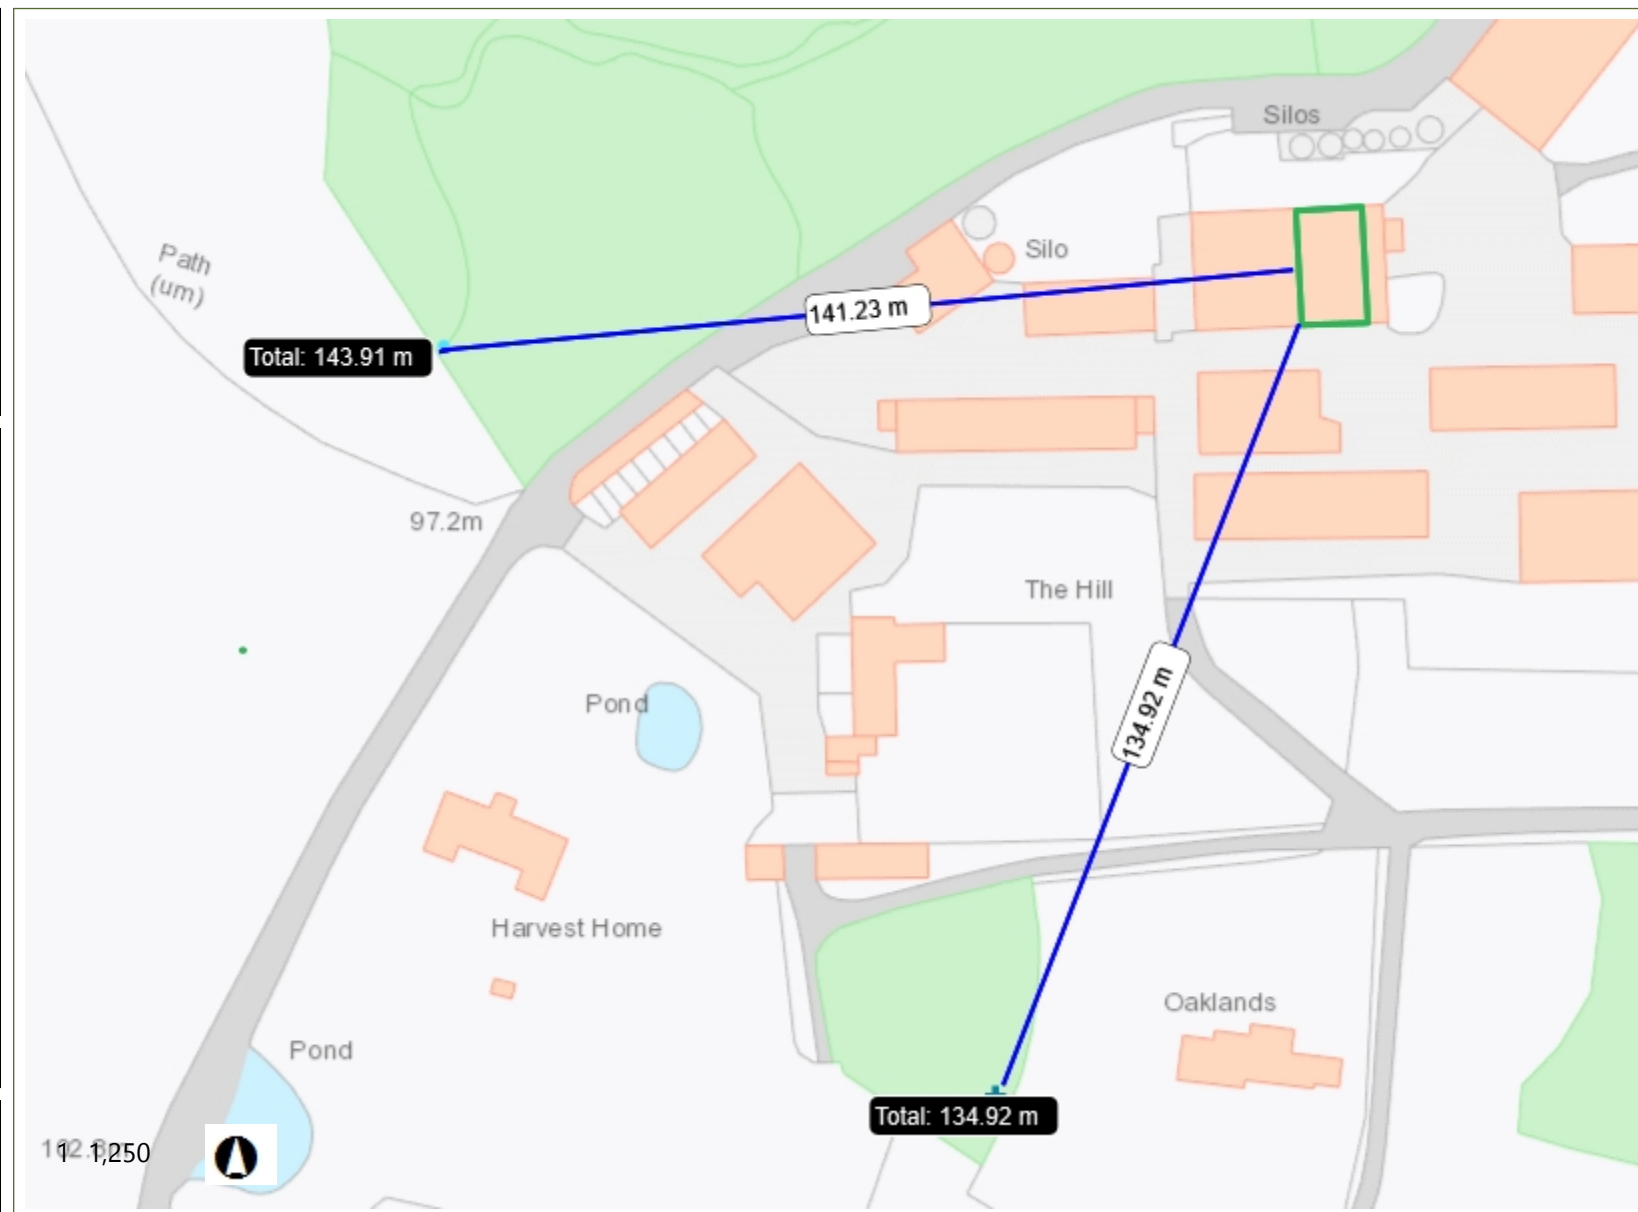 Silos
Silo
Path
(um)
141.23 m
Total: 143.91 m
97.2m
The Hill
Pond
134.92 m
Harvest Home
Oaklands
Pond
Total: 134.92 m
1,250